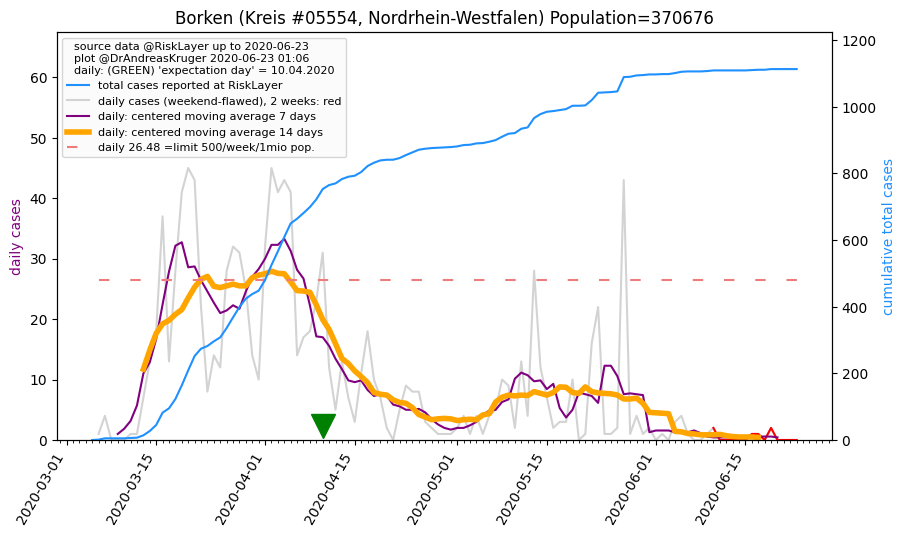 Borken (Kreis #05554, Nordrhein-Westfalen) Population=370676
source data @RiskLayer up to 2020-06-23
plot @DrAndreasKruger 2020-06-23 01:06
daily: (GREEN) 'expectation day' = 10.04.2020
total cases reported at RiskLayer
daily cases (weekend-flawed), 2 weeks: red
daily: centered moving average 7 days
daily: centered moving average 14 days
daily 26.48 =limit 500/week/1mio pop.
daily cases
60
50
40
30
20
10
0
cumulative total cases
1200
1000
800
600
400
200
0
2020-03-01
2020-03-15
2020-04-01
2020-04-15
2020-05-01
2020-05-15
2020-06-01
2020-06-15